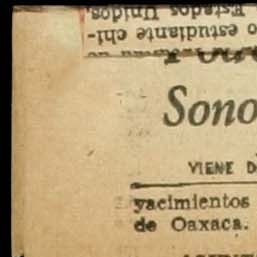 o estudiante chi-
Estados Unidos,
Sono
VIENE D
yacimientos
de Oaxaca.